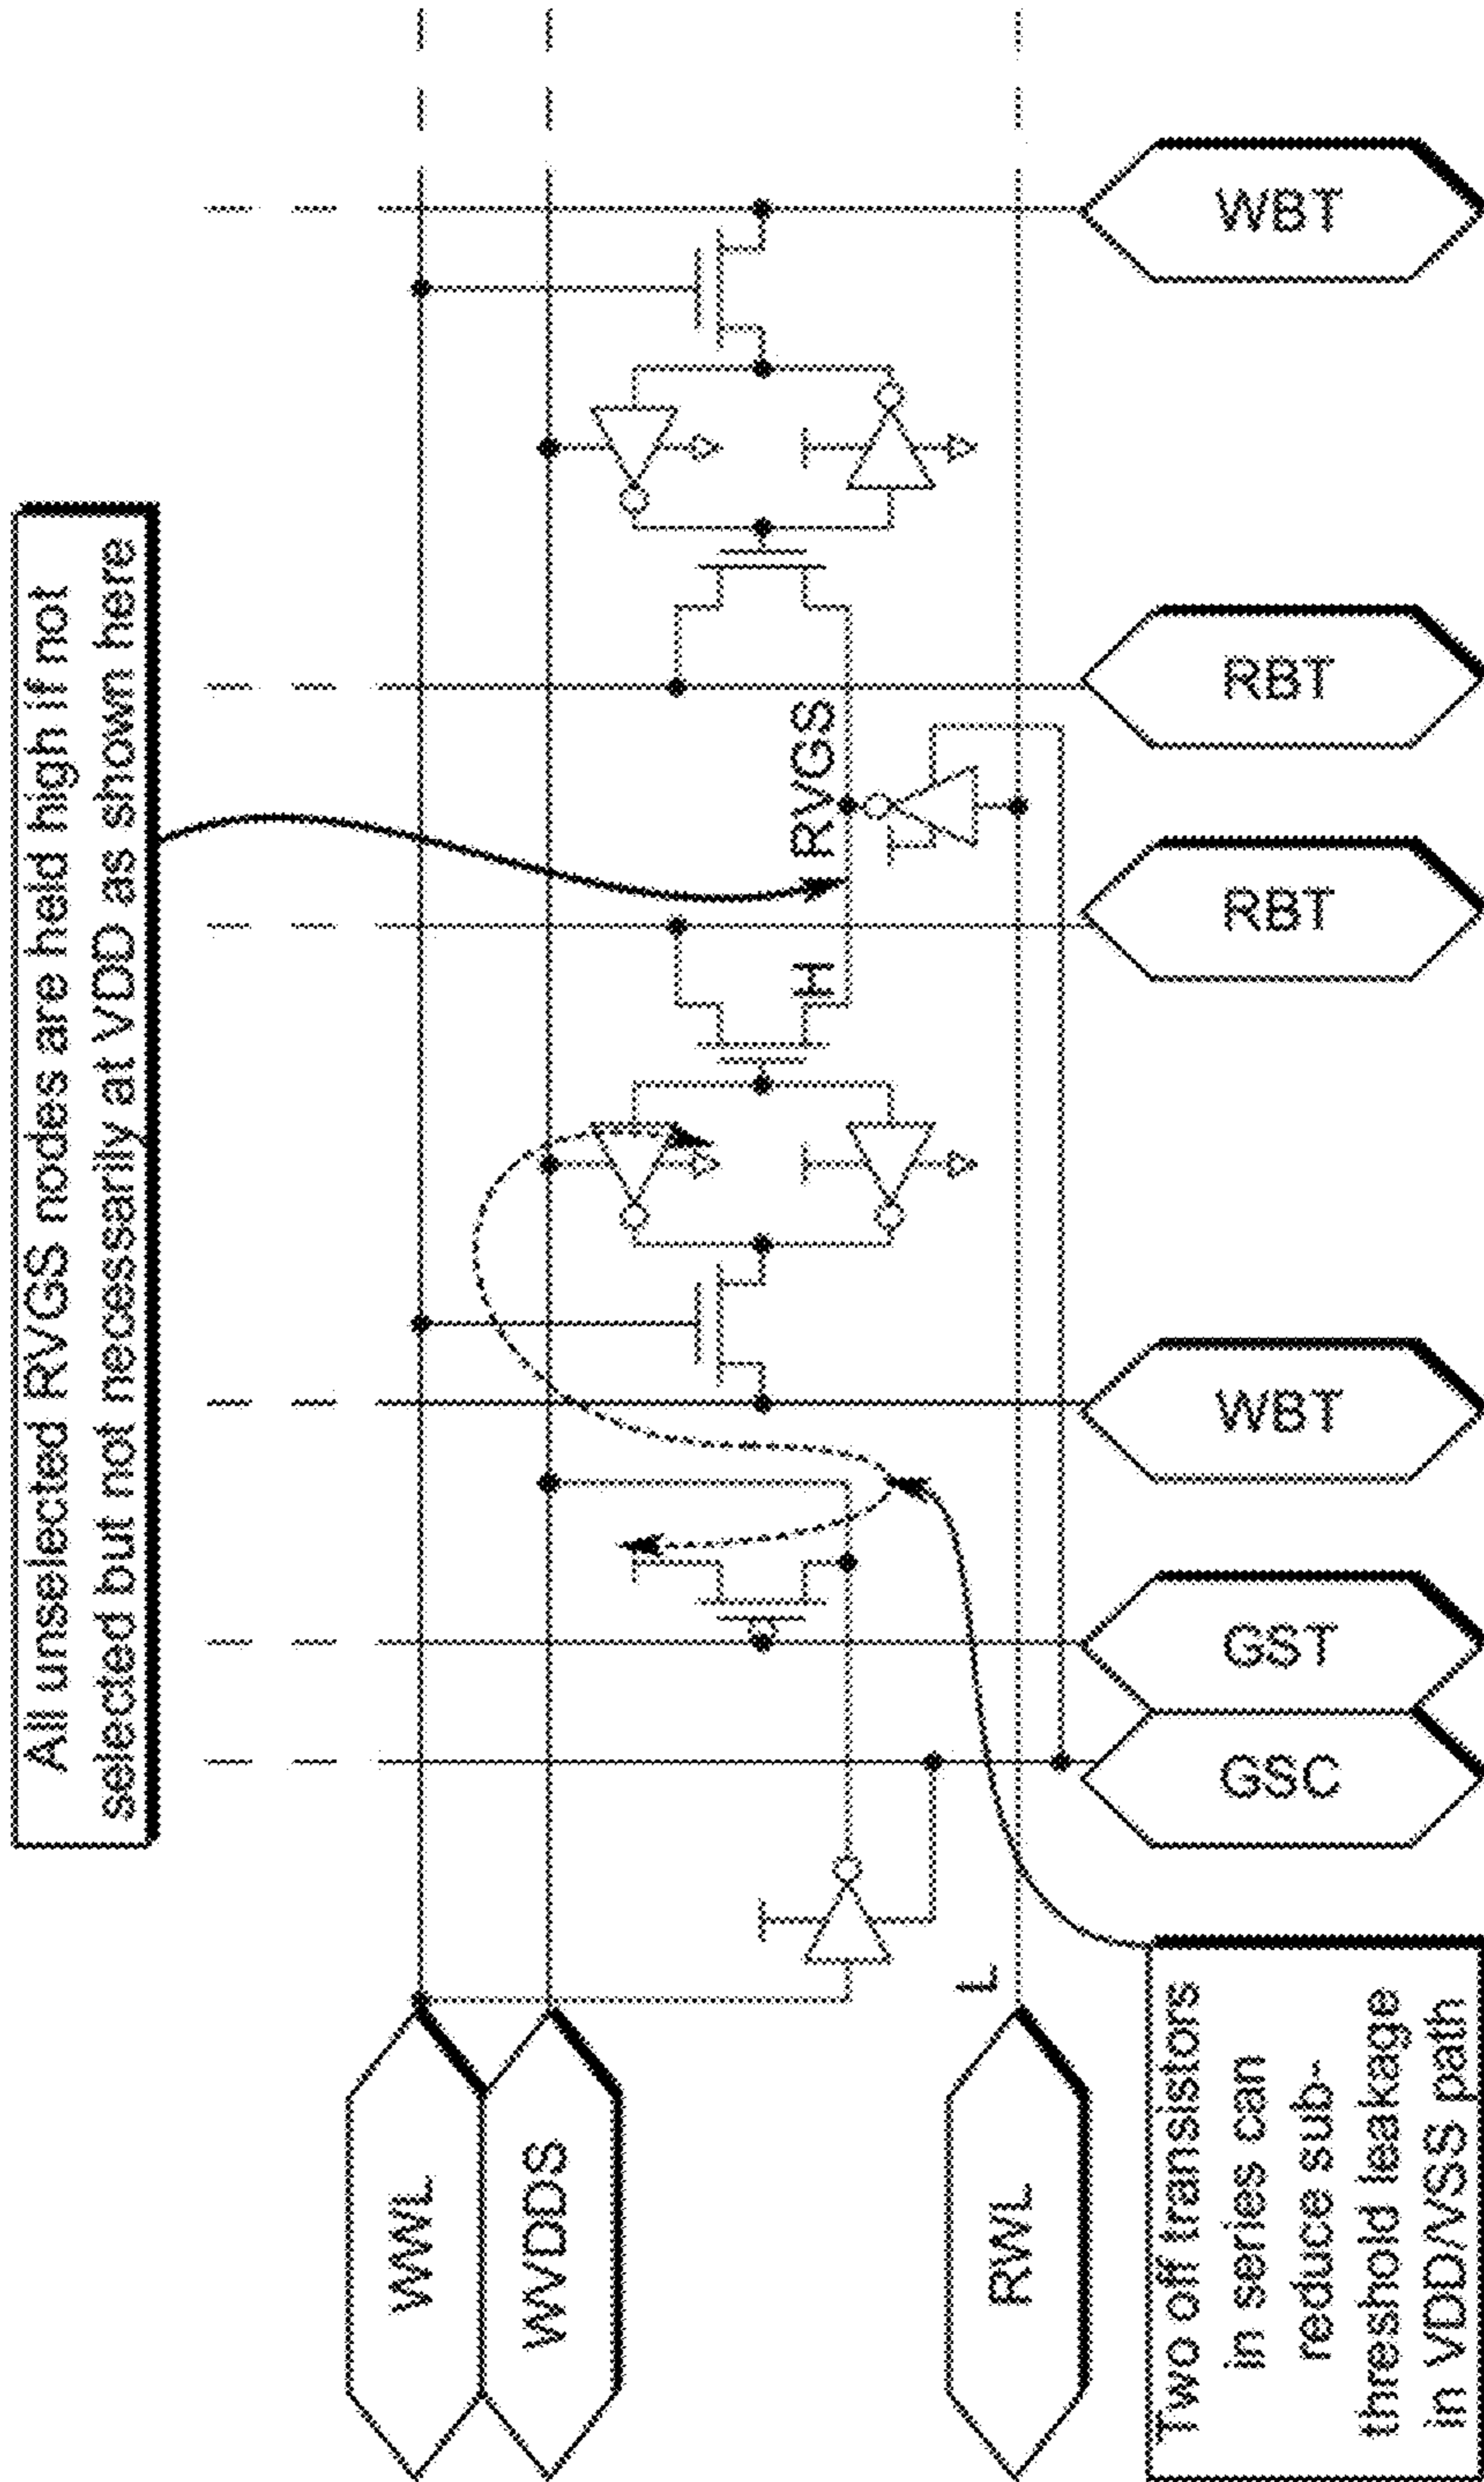 All unselected RVGS nodes are held high if not
selected but not necessarily at VDD as shown here
WWL
WVDDS
RWL
L
H
RVGS
GSC
GST
WBT
RBT
RBT
WBT
Two off transistors
in series can
reduce sub-
threshold leakage
in VDD/VSS path